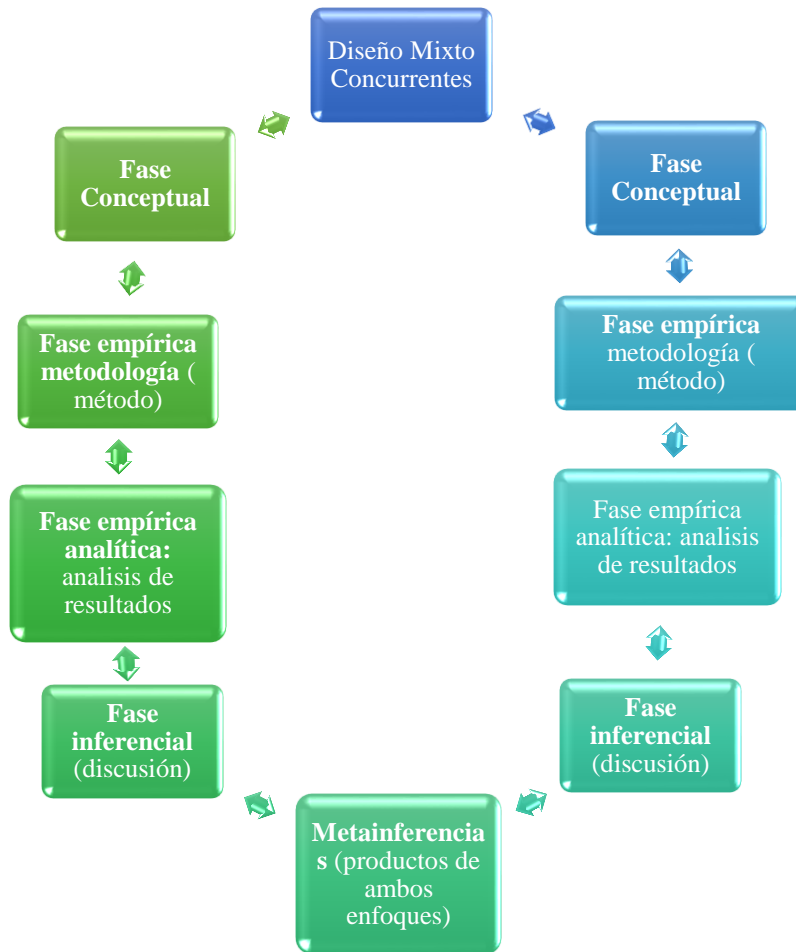 Diseño Mixto
Concurrentes
Fase
Conceptual
Fase
Conceptual
Fase empírica
metodología (
método)
Fase empírica
metodología (
método)
Fase empírica
analítica:
analisis de
resultados
Fase empírica
analítica: analisis
de resultados
Fase
inferencial
(discusión)
Fase
inferencial
(discusión)
Metainferencia
s (productos de
ambos
enfoques)